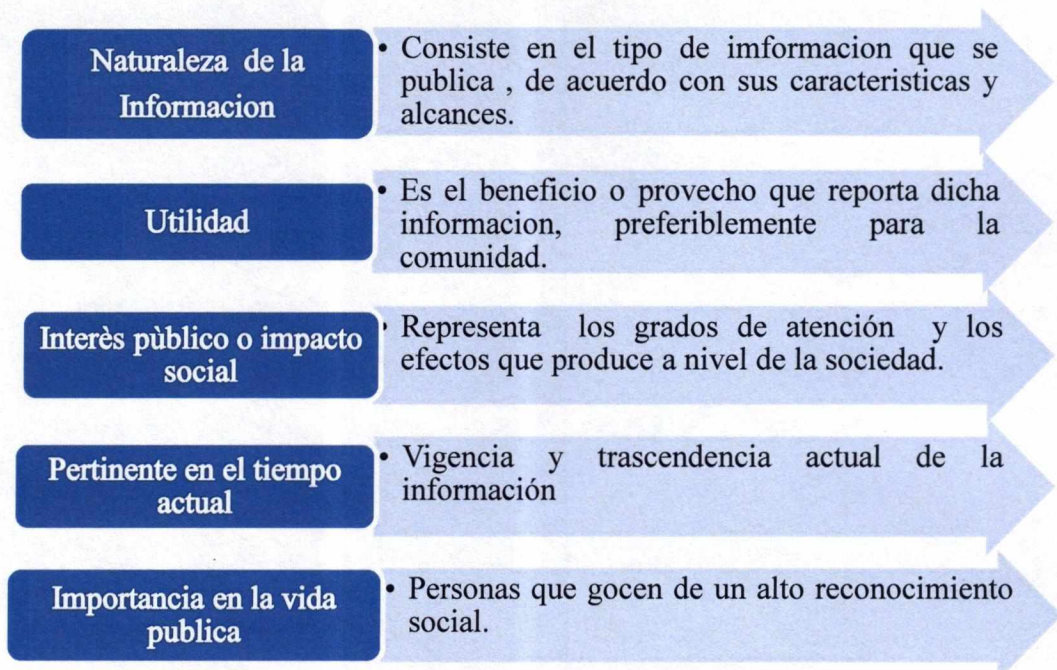 Naturaleza de la
Informacion
• Consiste en el tipo de imformacion que se
publica , de acuerdo con sus caracteristicas y
alcances.
Utilidad
• Es el beneficio o provecho que reporta dicha
informacion, preferiblemente para la
comunidad.
Interès pùblico o impacto
social
• Representa los grados de atención y los
efectos que produce a nivel de la sociedad.
Pertinente en el tiempo
actual
• Vigencia y trascendencia actual de la
información
Importancia en la vida
publica
• Personas que gocen de un alto reconocimiento
social.